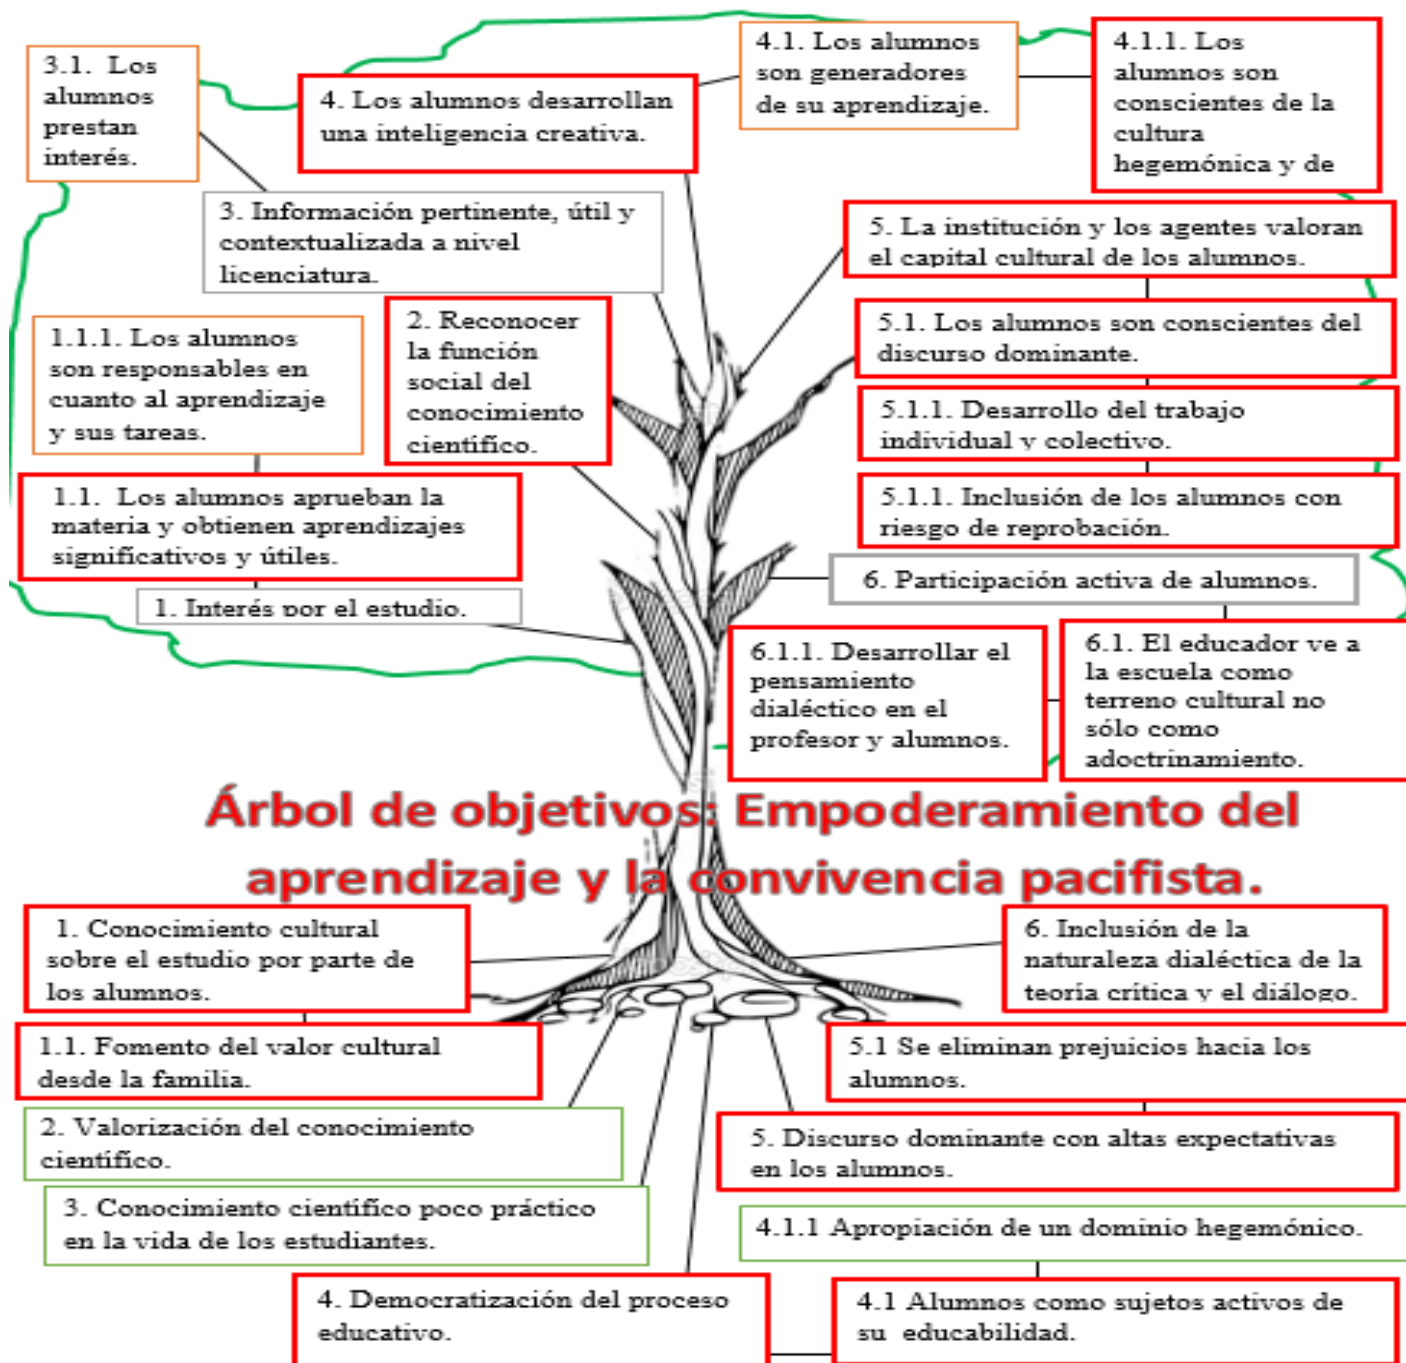 3.1. Los
alumnos
prestan
interés.
4. Los alumnos desarrollan
una inteligencia creativa.
4.1. Los alumnos
son generadores
de su aprendizaje.
4.1.1. Los
alumnos son
conscientes de la
cultura
hegemónica y de
3. Información pertinente, útil y
contextualizada a nivel
licenciatura.
5. La institución y los agentes valoran
el capital cultural de los alumnos.
1.1.1. Los alumnos
son responsables en
cuanto al aprendizaje
y sus tareas.
2. Reconocer
la función
social del
conocimiento
científico.
5.1. Los alumnos son conscientes del
discurso dominante.
5.1.1. Desarrollo del trabajo
individual y colectivo.
1.1. Los alumnos aprueban la
materia y obtienen aprendizajes
significativos y útiles.
5.1.1. Inclusión de los alumnos con
riesgo de reprobación.
1. Interés por el estudio.
6. Participación activa de alumnos.
6.1.1. Desarrollar el
pensamiento
dialéctico en el
profesor y alumnos.
6.1. El educador ve a
la escuela como
terreno cultural no
sólo como
adoctrinamiento.
Árbol de objetivos: Empoderamiento del
aprendizaje y la convivencia pacifista.
1. Conocimiento cultural
sobre el estudio por parte de
los alumnos.
6. Inclusión de la
naturaleza dialéctica de la
teoría crítica y el diálogo.
1.1. Fomento del valor cultural
desde la familia.
5.1 Se eliminan prejuicios hacia los
alumnos.
2. Valorización del conocimiento
científico.
5. Discurso dominante con altas expectativas
en los alumnos.
3. Conocimiento científico poco práctico
en la vida de los estudiantes.
4.1.1 Apropiación de un dominio hegemónico.
4. Democratización del proceso
educativo.
4.1 Alumnos como sujetos activos de
su educabilidad.